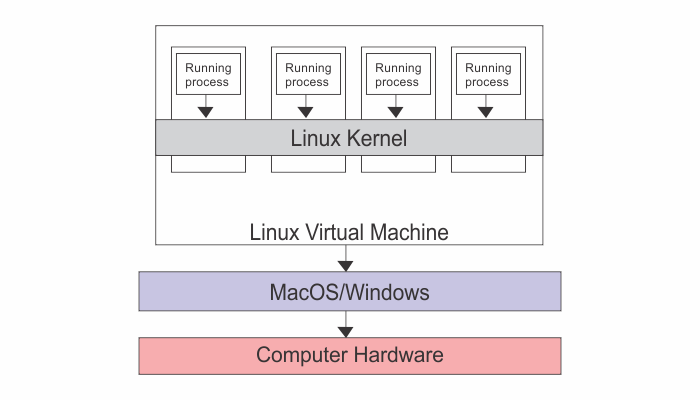 Running
process
Running
process
Running
process
Running
process
Linux Kernel
Linux Virtual Machine
MacOS/Windows
Computer Hardware